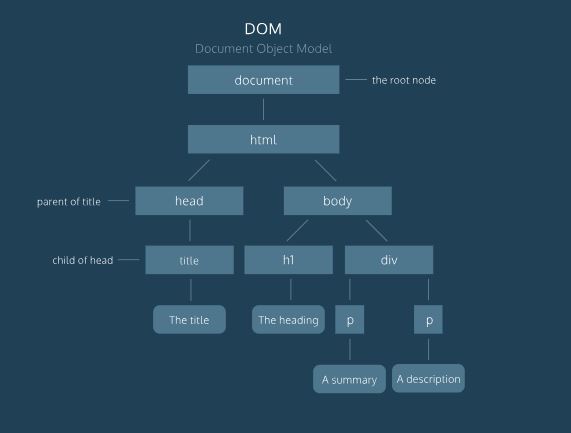 DOM
Document Object Model
document
the root node
html
parent of title
head
body
child of head
title
h1
div
The title
The heading
p
p
A summary
A description